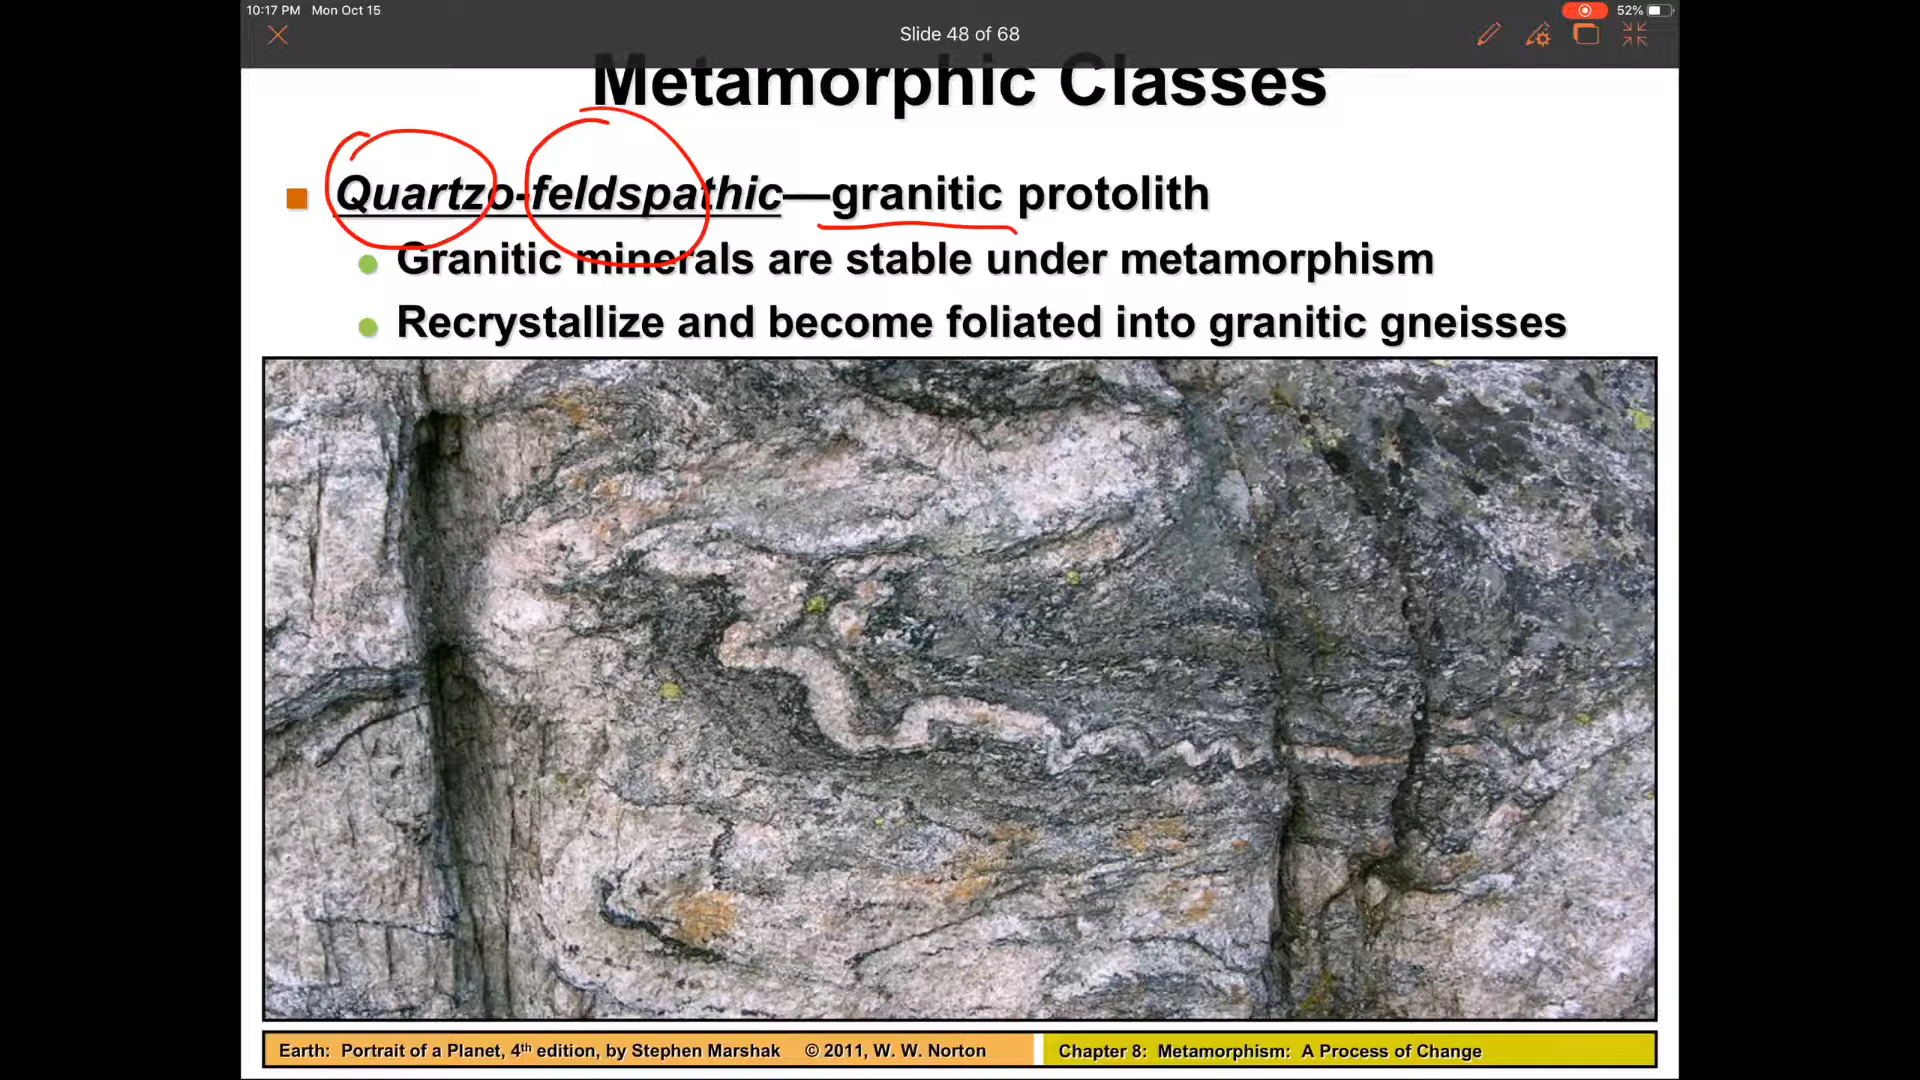 10:17 PM Mon Oct 15
52%
Slide 48 of 68
Metamorphic Classes
Quartzo-feldspathic—granitic protolith
Granitic minerals are stable under metamorphism
Recrystallize and become foliated into granitic gneisses
Earth: Portrait of a Planet, 4th edition, by Stephen Marshak © 2011, W. W. Norton
Chapter 8: Metamorphism: A Process of Change